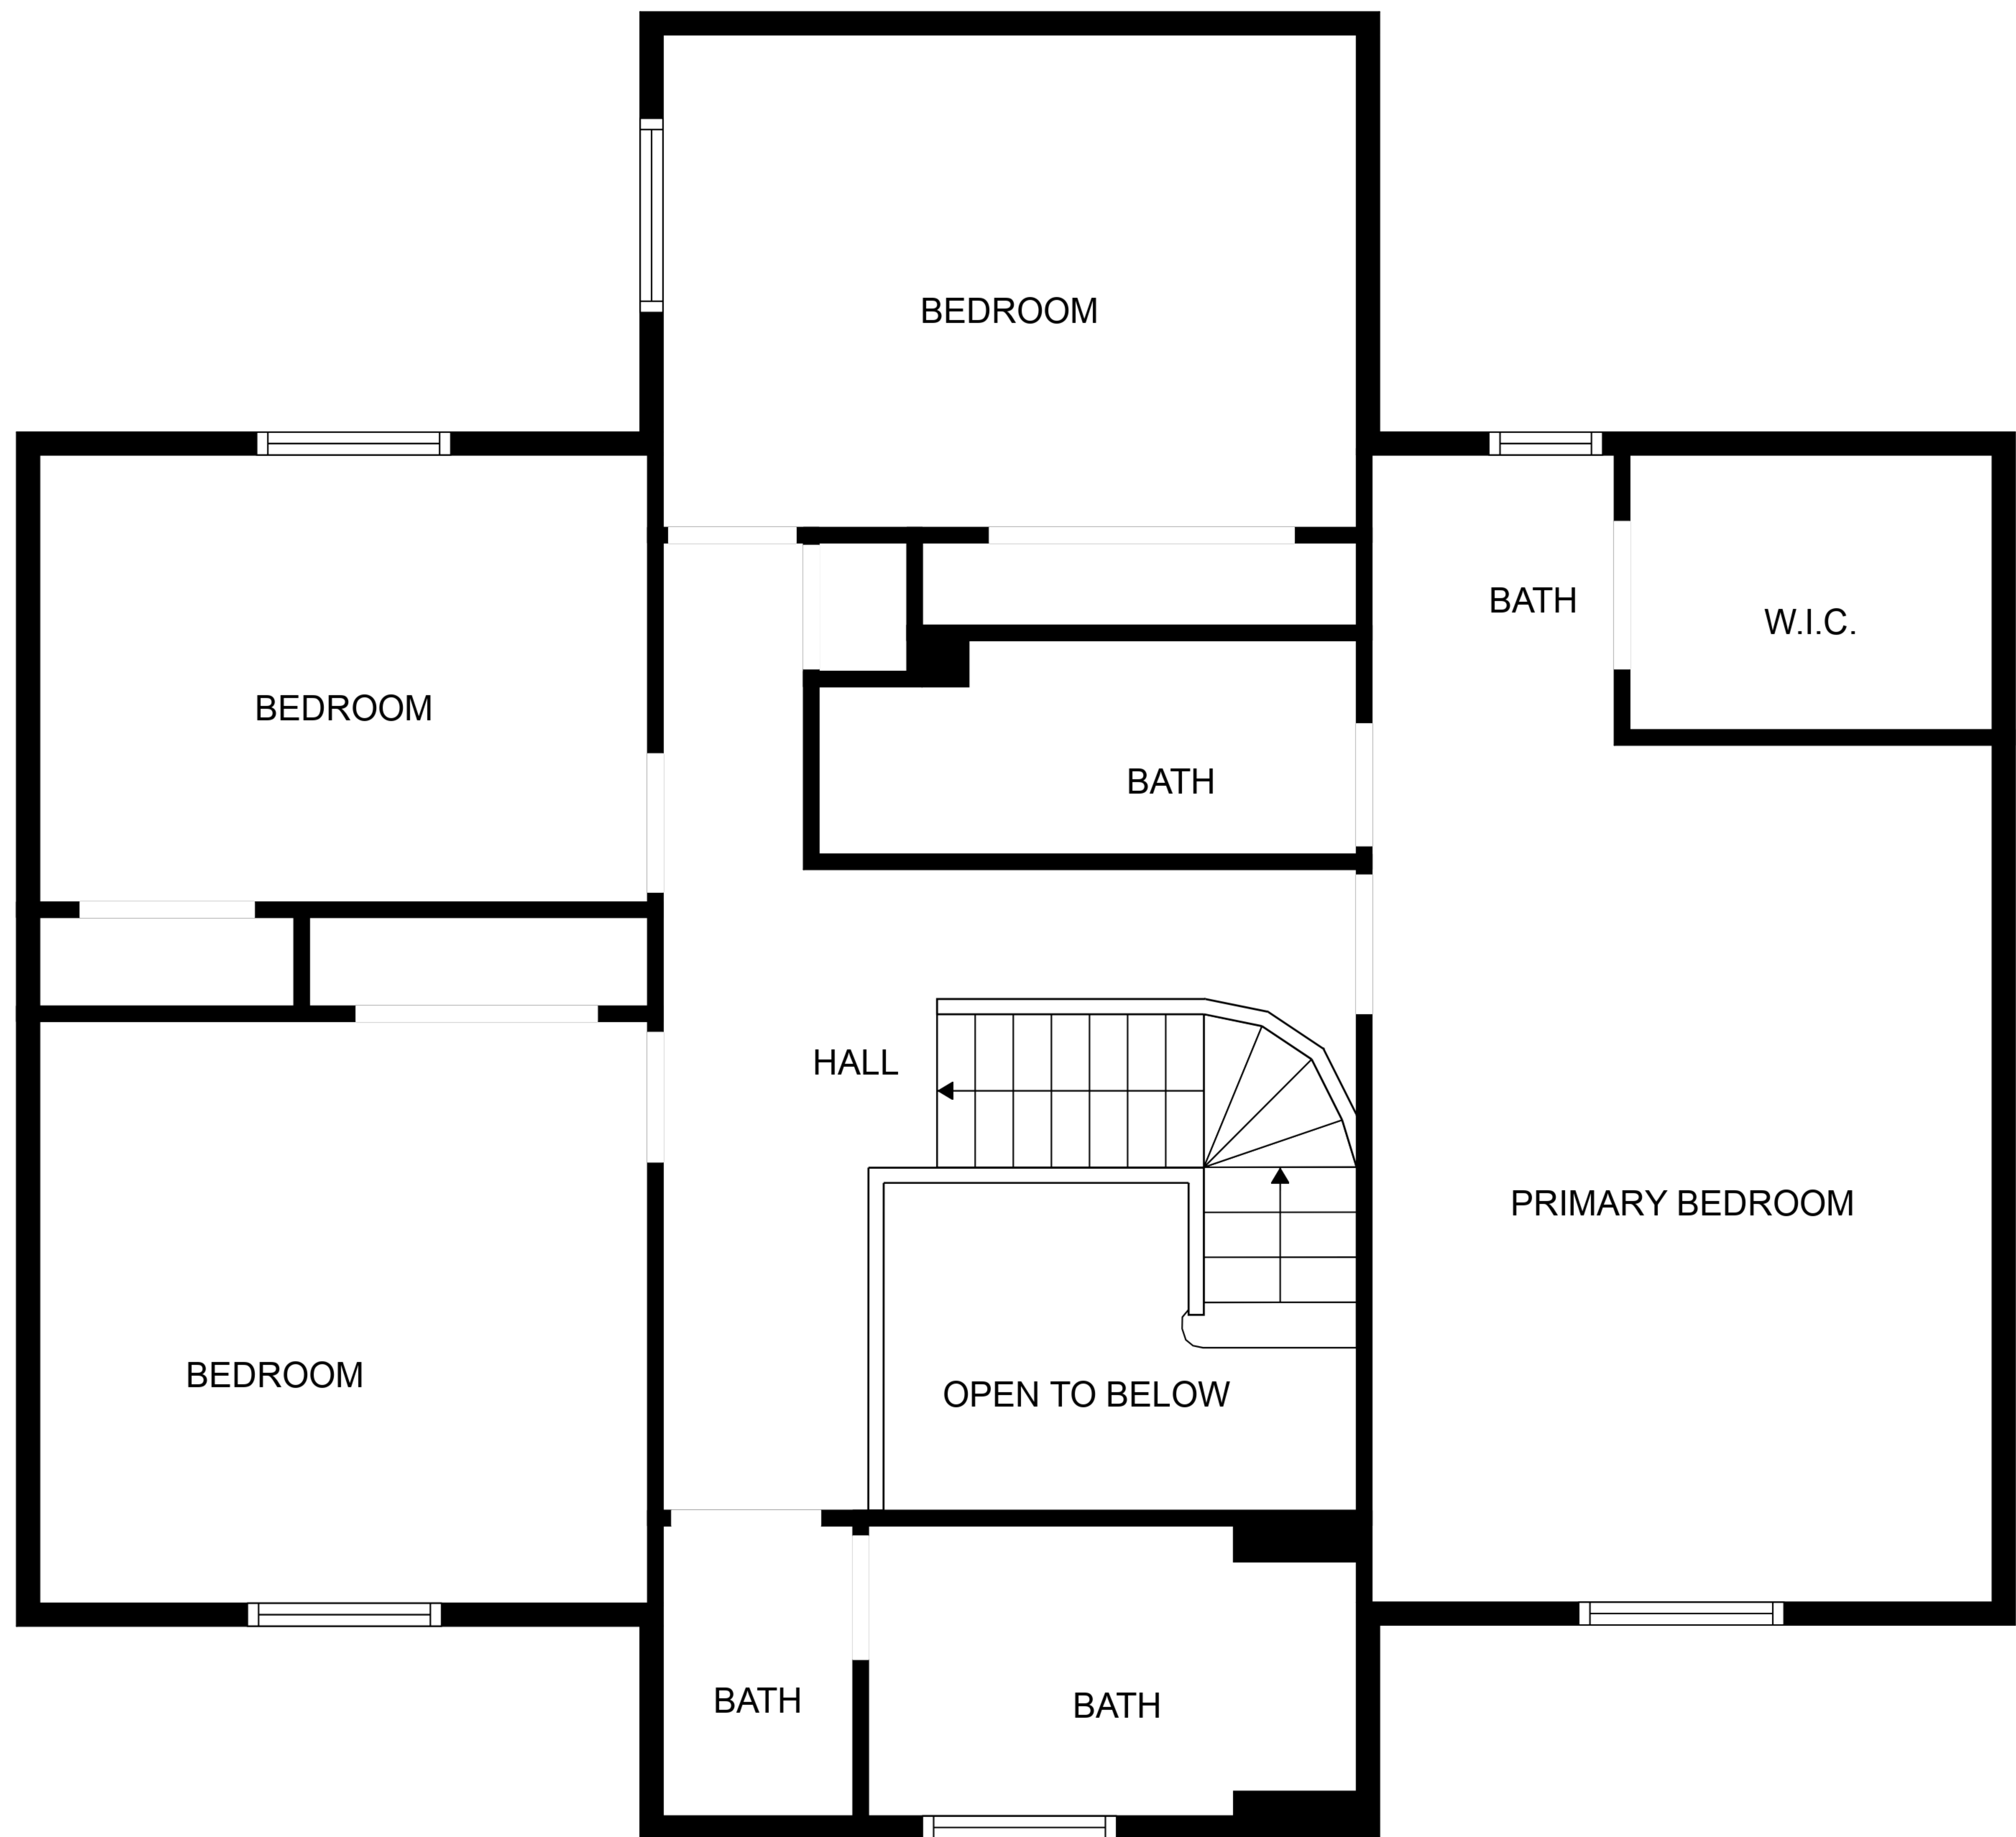 BEDROOM
BATH
W.I.C.
BEDROOM
BATH
HALL
PRIMARY BEDROOM
BEDROOM
OPEN TO BELOW
BATH
BATH